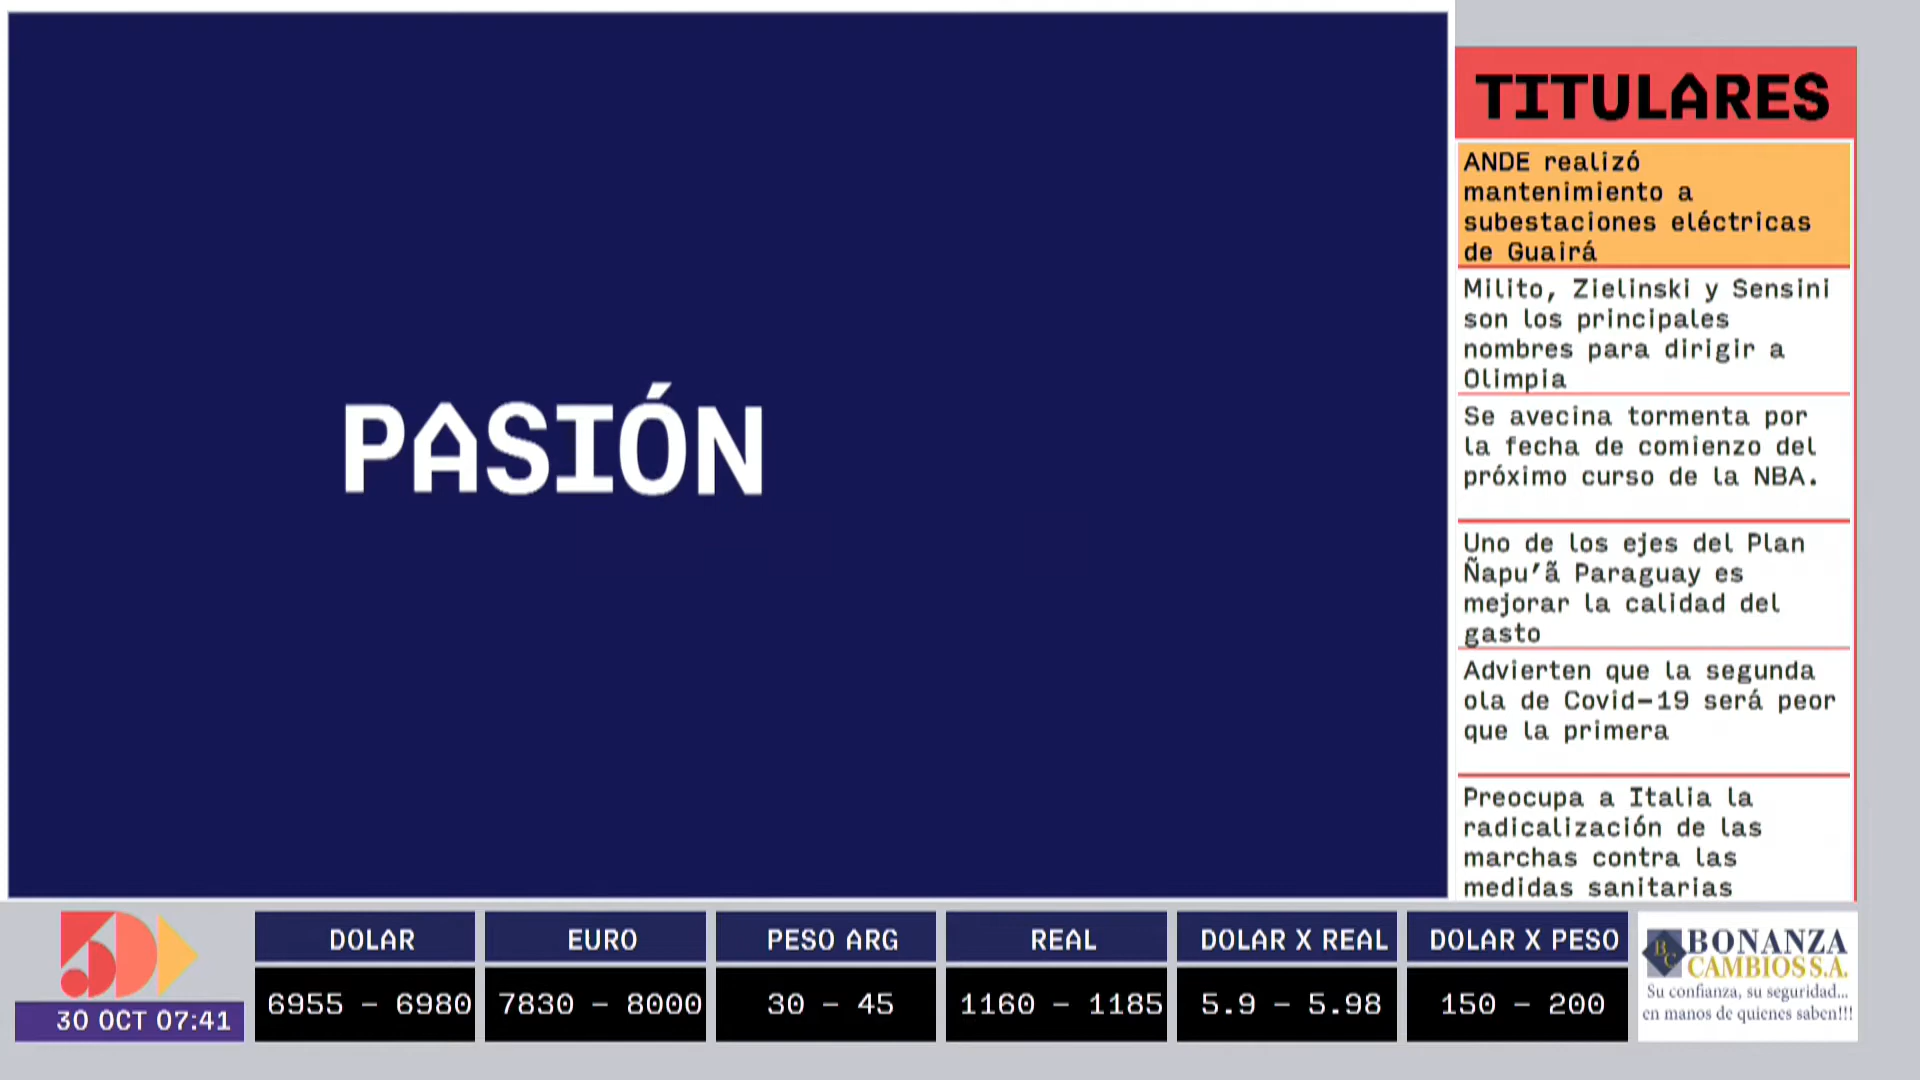 PASIÓN
TITULARES
ANDE realizó
mantenimiento a
subestaciones eléctricas
de Guairá
Milito, Zielinski y Sensini
son los principales
nombres para dirigir a
Olimpia
Se avecina tormenta por
la fecha de comienzo del
próximo curso de la NBA.
Uno de los ejes del Plan
Ñapu’ã Paraguay es
mejorar la calidad del
gasto
Advierten que la segunda
ola de Covid-19 será peor
que la primera
Preocupa a Italia la
radicalización de las
marchas contra las
medidas sanitarias
5D
30 OCT 07:41
DOLAR
6955 - 6980
EURO
7830 - 8000
PESO ARG
30 - 45
REAL
1160 - 1185
DOLAR X REAL
5.9 - 5.98
DOLAR X PESO
150 - 200
BC
BONANZA
CAMBIOS S.A.
Su confianza, su seguridad...
en manos de quienes saben!!!